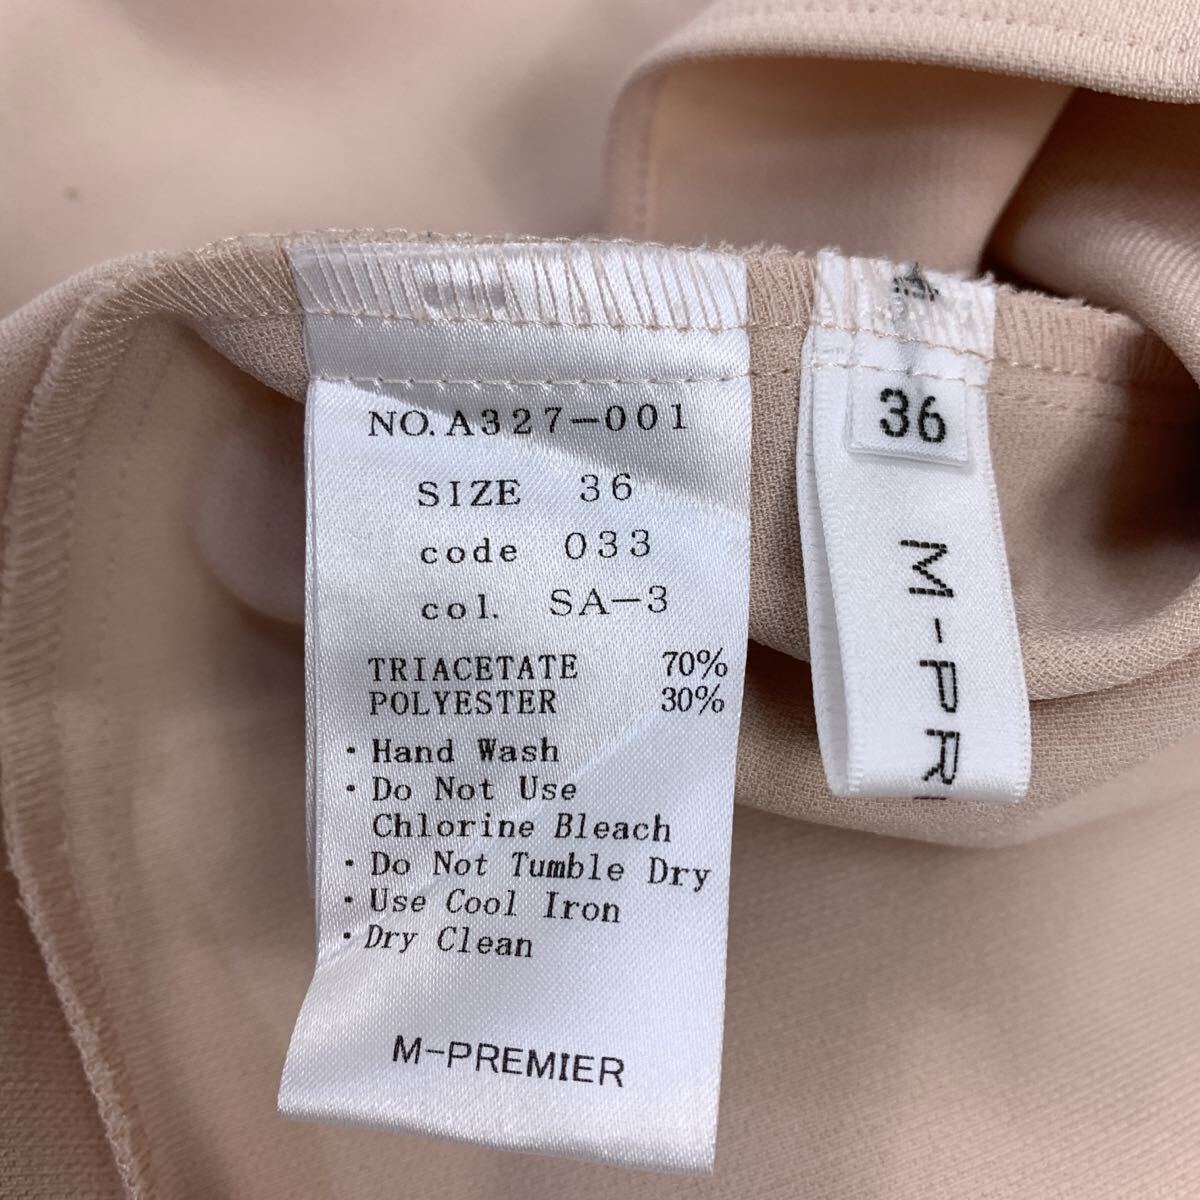 NO. A327-001
SIZE 36
code 033
col. SA-3
TRIACETATE 70%
POLYESTER 30%
・Hand Wash
・Do Not Use
Chlorine Bleach
・Do Not Tumble Dry
・Use Cool Iron
・Dry Clean
M-PREMIER
36
M-PR